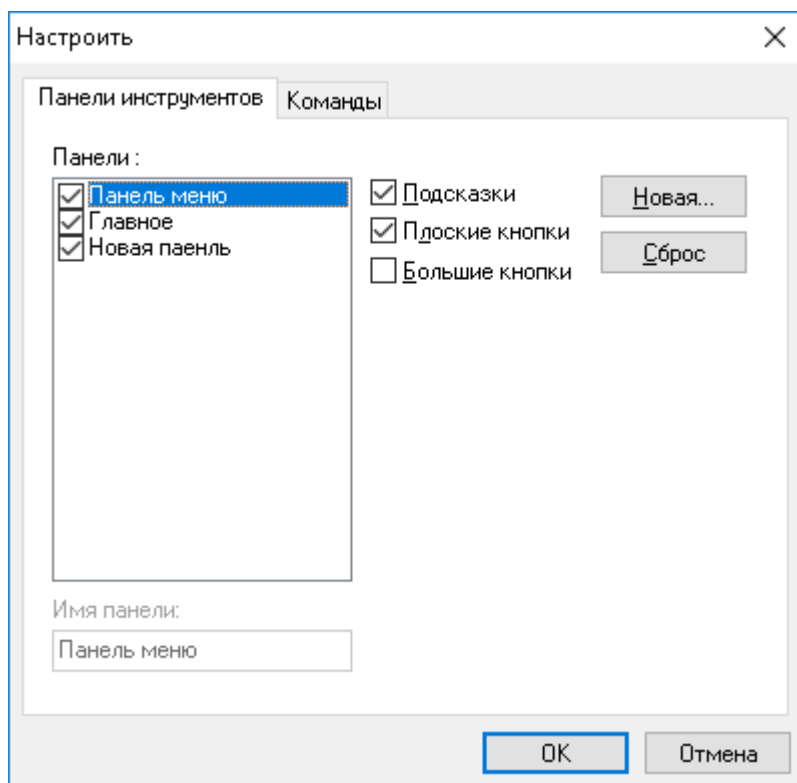 Настроить
Панели инструментов
Команды
Панели :
Панель меню
Главное
Новая паенль
Подсказки
Плоские кнопки
Большие кнопки
Новая...
Сброс
Имя панели:
Панель меню
OK
Отмена